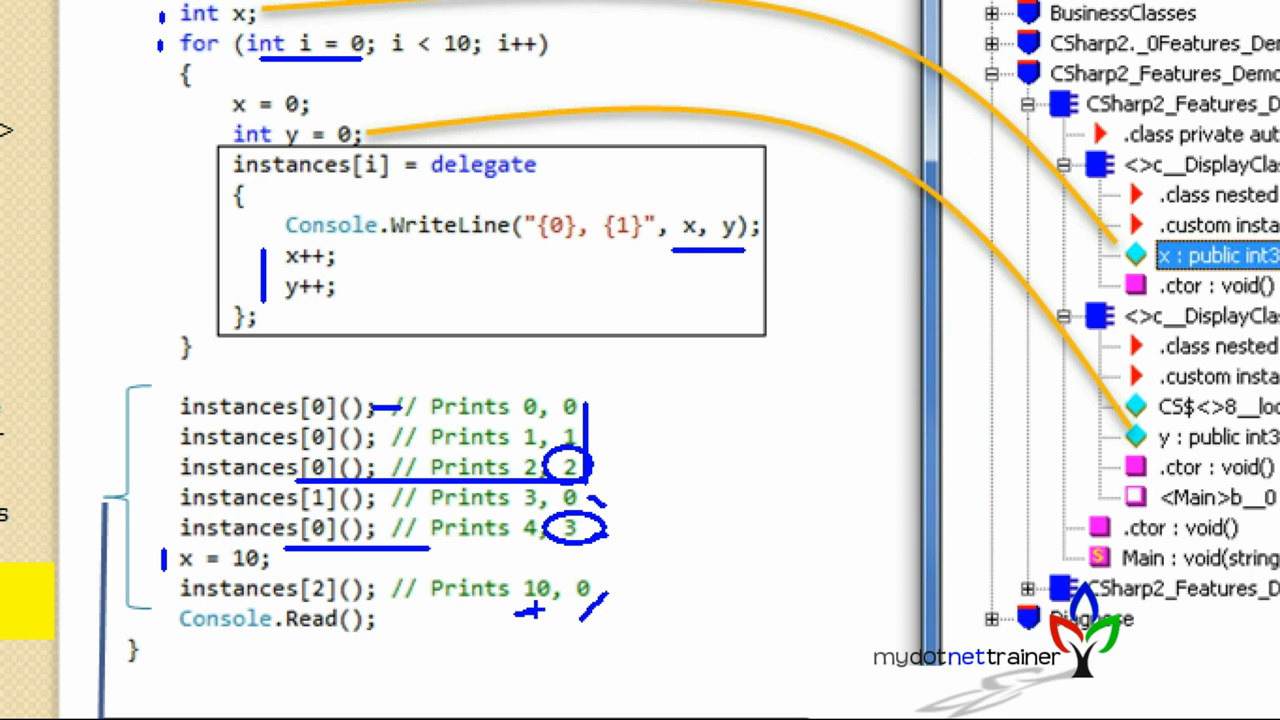 int x;
for (int i = 0; i < 10; i++)
{
x = 0;
int y = 0;
instances[i] = delegate
{
Console.WriteLine("{0}, {1}", x, y);
x++;
y++;
};
}
instances[0](); // Prints 0, 0
instances[0](); // Prints 1, 1
instances[0](); // Prints 2, 2
instances[1](); // Prints 3, 0
instances[0](); // Prints 4, 3
x = 10;
instances[2](); // Prints 10, 0
Console.Read();
}
>
s
BusinessClasses
CSharp2._0Features_De
CSharp2_Features_Demo
CSharp2_Features_D
.class private aut
<>c__DisplayCla
.class nested
.custom insta
x : public int3
.ctor : void()
<>c__DisplayCla
.class nested
.custom insta
CS$<>8__loc
y : public int3
.ctor : void()
<Main>b__0
.ctor : void()
Main : void(string
CSharp2_Features_D
mydotnettrainer